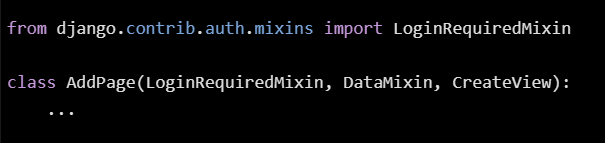 from django.contrib.auth.mixins import LoginRequiredMixin
class AddPage(LoginRequiredMixin, DataMixin, CreateView):
    ...